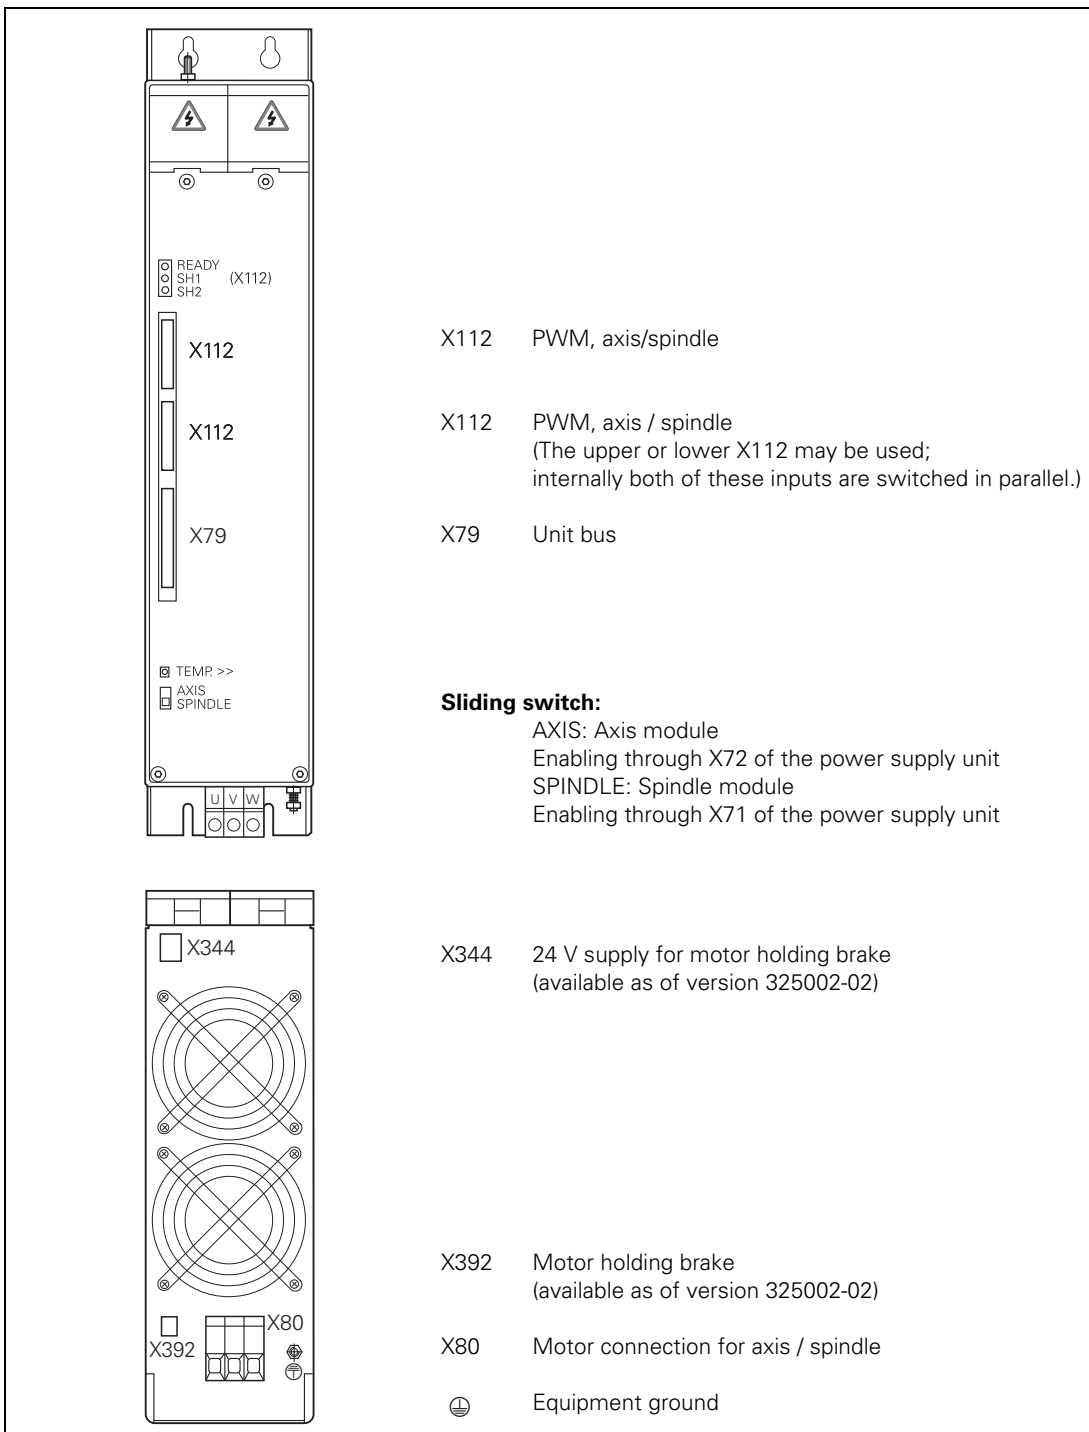 READY
SH1 (X112)
SH2
X112
X112 PWM, axis/spindle
X112
X112 PWM, axis / spindle
(The upper or lower X112 may be used;
internally both of these inputs are switched in parallel.)
X79
X79 Unit bus
TEMP. >>
AXIS
SPINDLE
Sliding switch:
AXIS: Axis module
Enabling through X72 of the power supply unit
SPINDLE: Spindle module
Enabling through X71 of the power supply unit
U V W
X344
X344 24 V supply for motor holding brake
(available as of version 325002-02)
X392 Motor holding brake
(available as of version 325002-02)
X80
X392
X80 Motor connection for axis / spindle
Equipment ground